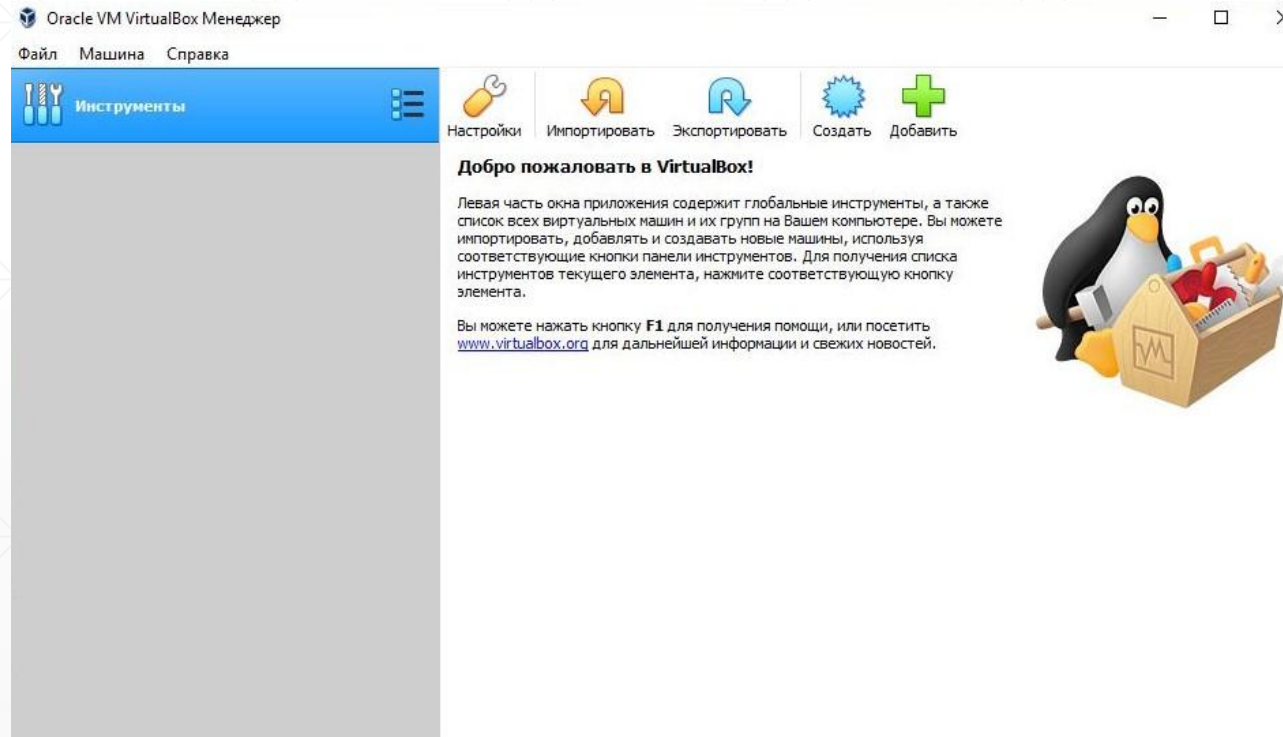 Oracle VM VirtualBox Менеджер
Файл Машина Справка
Инструменты
Настройки Импортировать Экспортировать Создать Добавить
Добро пожаловать в VirtualBox!
Левая часть окна приложения содержит глобальные инструменты, а также
список всех виртуальных машин и их групп на Вашем компьютере. Вы можете
импортировать, добавлять и создавать новые машины, используя
соответствующие кнопки панели инструментов. Для получения списка
инструментов текущего элемента, нажмите соответствующую кнопку
элемента.
Вы можете нажать кнопку F1 для получения помощи, или посетить
www.virtualbox.org для дальнейшей информации и свежих новостей.